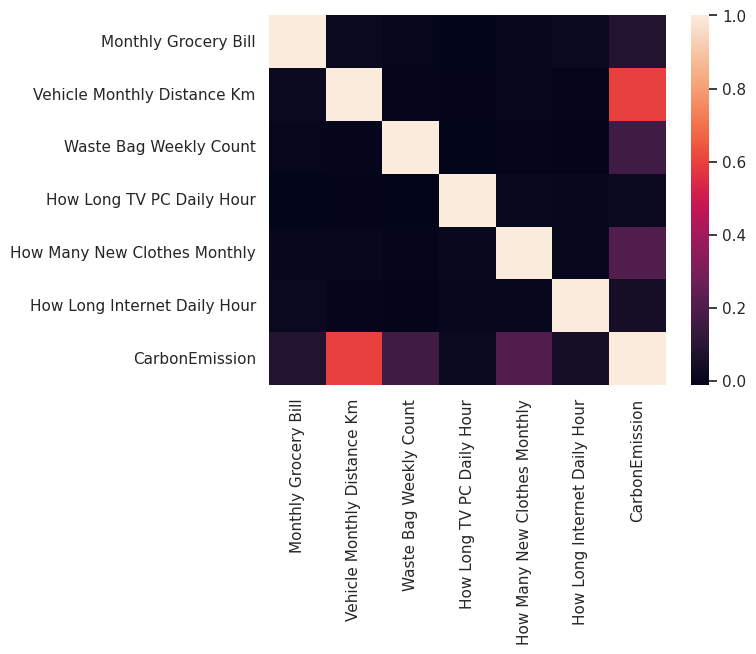 Monthly Grocery Bill
Vehicle Monthly Distance Km
Waste Bag Weekly Count
How Long TV PC Daily Hour
How Many New Clothes Monthly
How Long Internet Daily Hour
CarbonEmission
Monthly Grocery Bill
Vehicle Monthly Distance Km
Waste Bag Weekly Count
How Long TV PC Daily Hour
How Many New Clothes Monthly
How Long Internet Daily Hour
CarbonEmission
1.0
0.8
0.6
0.4
0.2
0.0